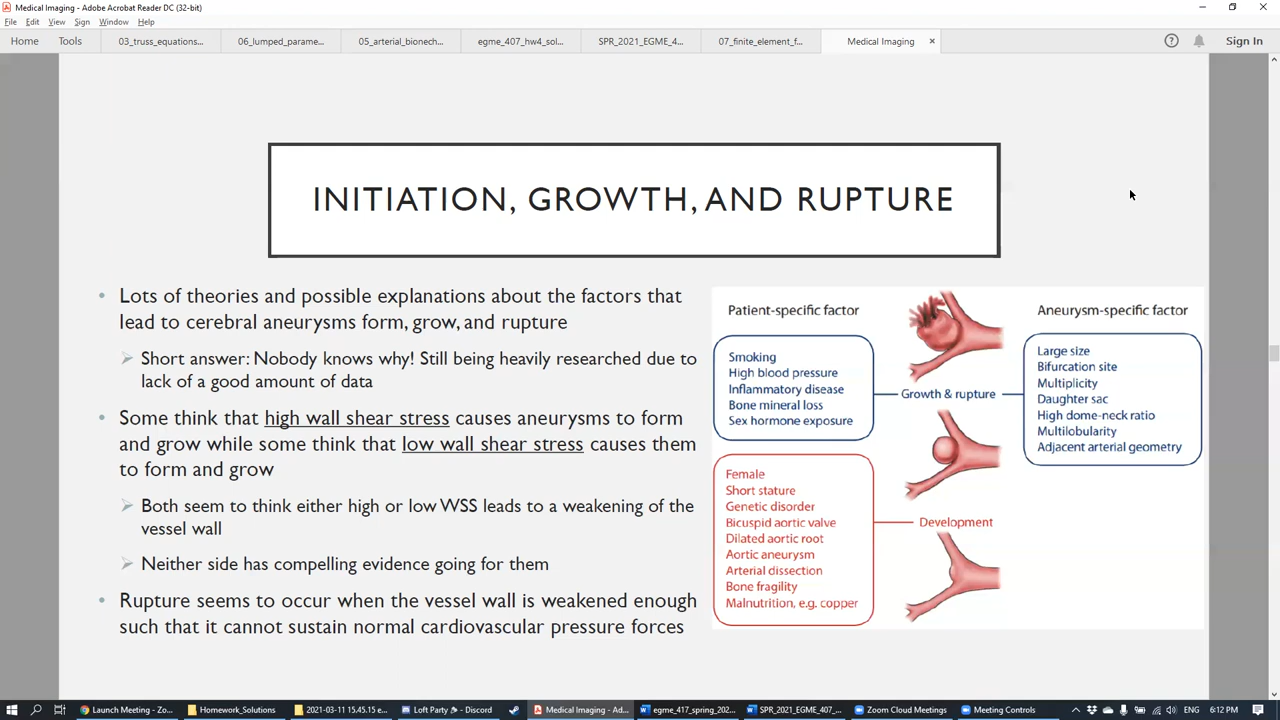 Medical Imaging - Adobe Acrobat Reader DC (32-bit)
File Edit View Sign Window Help
Home Tools 03_truss_equations... 06_lumped_parame... 05_arterial_bionech... egme_407_hw4_sol... SPR_2021_EGME_4... 07_finite_element_f... Medical Imaging × Sign In
INITIATION, GROWTH, AND RUPTURE
• Lots of theories and possible explanations about the factors that
lead to cerebral aneurysms form, grow, and rupture
Short answer: Nobody knows why! Still being heavily researched due to
lack of a good amount of data
• Some think that high wall shear stress causes aneurysms to form
and grow while some think that low wall shear stress causes them
to form and grow
Both seem to think either high or low WSS leads to a weakening of the
vessel wall
Neither side has compelling evidence going for them
• Rupture seems to occur when the vessel wall is weakened enough
such that it cannot sustain normal cardiovascular pressure forces
Patient-specific factor
Smoking
High blood pressure
Inflammatory disease
Bone mineral loss
Sex hormone exposure
Female
Short stature
Genetic disorder
Bicuspid aortic valve
Dilated aortic root
Aortic aneurysm
Arterial dissection
Bone fragility
Malnutrition, e.g. copper
Growth & rupture
Development
Aneurysm-specific factor
Large size
Bifurcation site
Multiplicity
Daughter sac
High dome-neck ratio
Multilobularity
Adjacent arterial geometry
Launch Meeting - Zo... Homework_Solutions 2021-03-11 15.45.15 e... Loft Party - Discord Medical Imaging - Ad... egme_417_spring_202... SPR_2021_EGME_407_... Zoom Cloud Meetings Meeting Controls ENG 6:12 PM